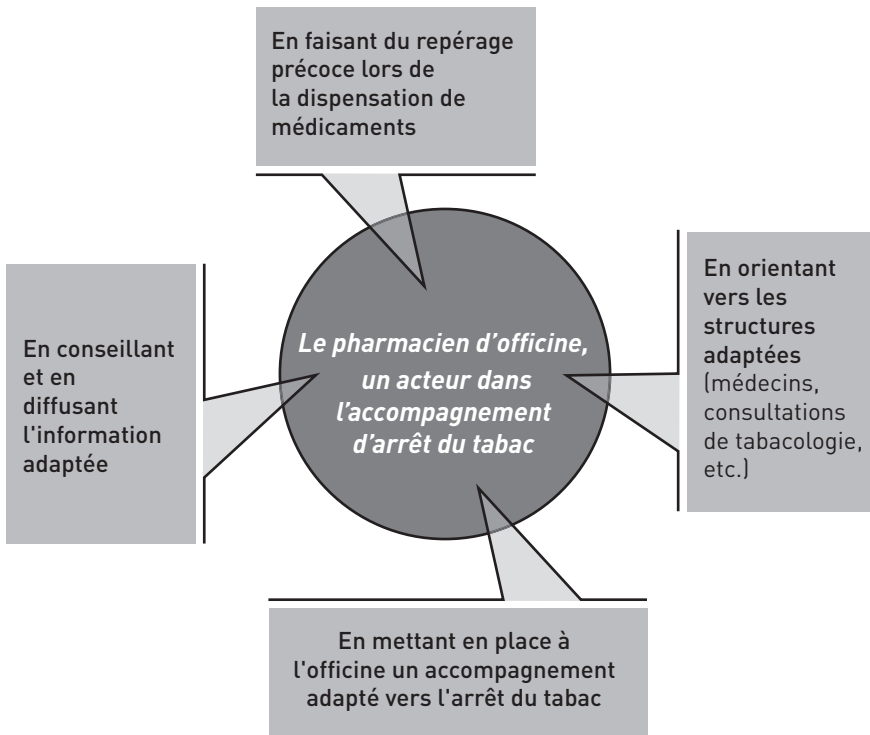 En faisant du repérage
précoce lors de
la dispensation de
médicaments
En conseillant
et en
diffusant
l'information
adaptée
Le pharmacien d'officine,
un acteur dans
l'accompagnement
d'arrêt du tabac
En orientant
vers les
structures
adaptées
(médecins,
consultations
de tabacologie,
etc.)
En mettant en place à
l'officine un accompagnement
adapté vers l'arrêt du tabac